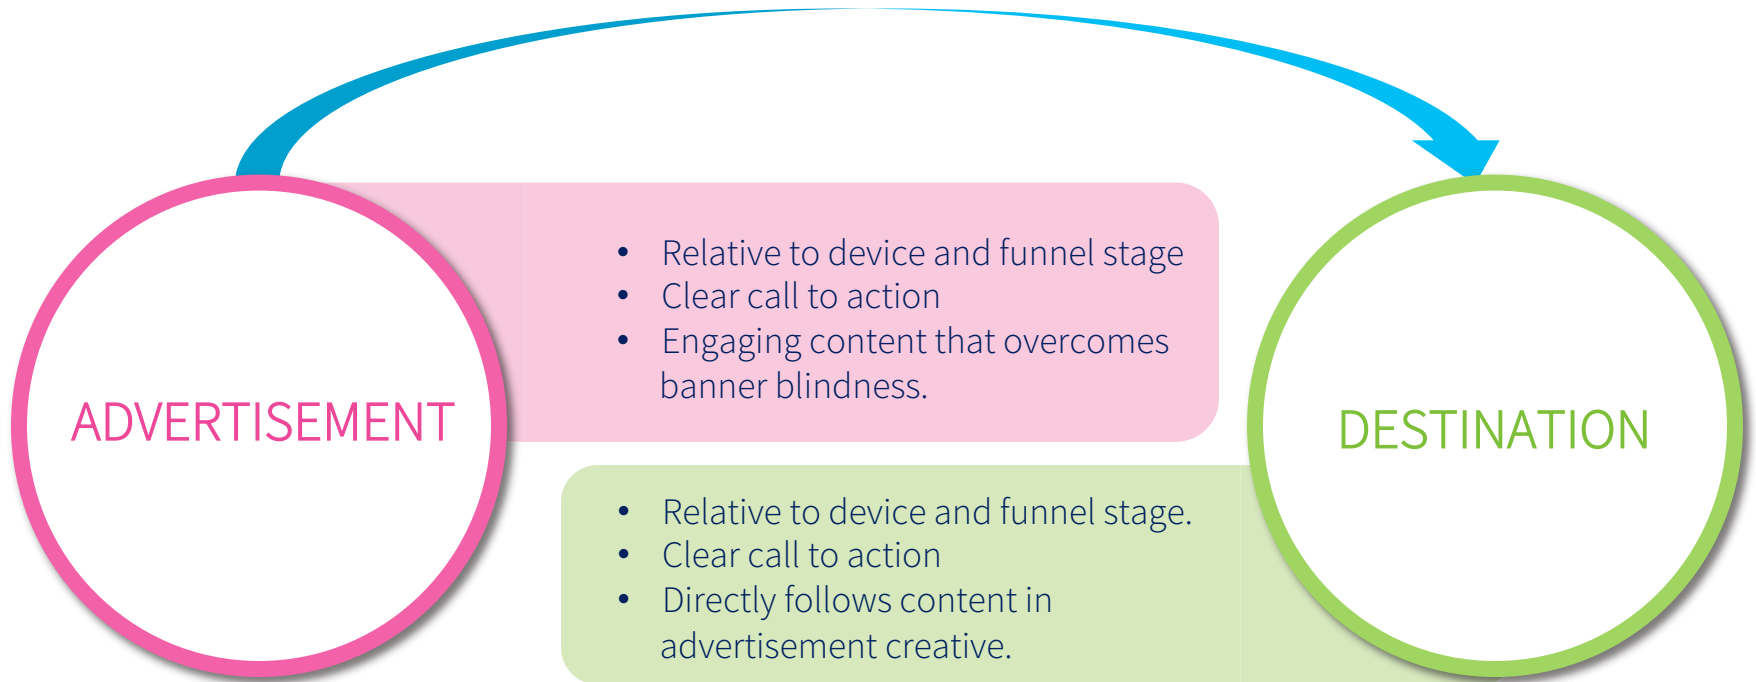 ADVERTISEMENT
• Relative to device and funnel stage
• Clear call to action
• Engaging content that overcomes
banner blindness.
DESTINATION
• Relative to device and funnel stage.
• Clear call to action
• Directly follows content in
advertisement creative.